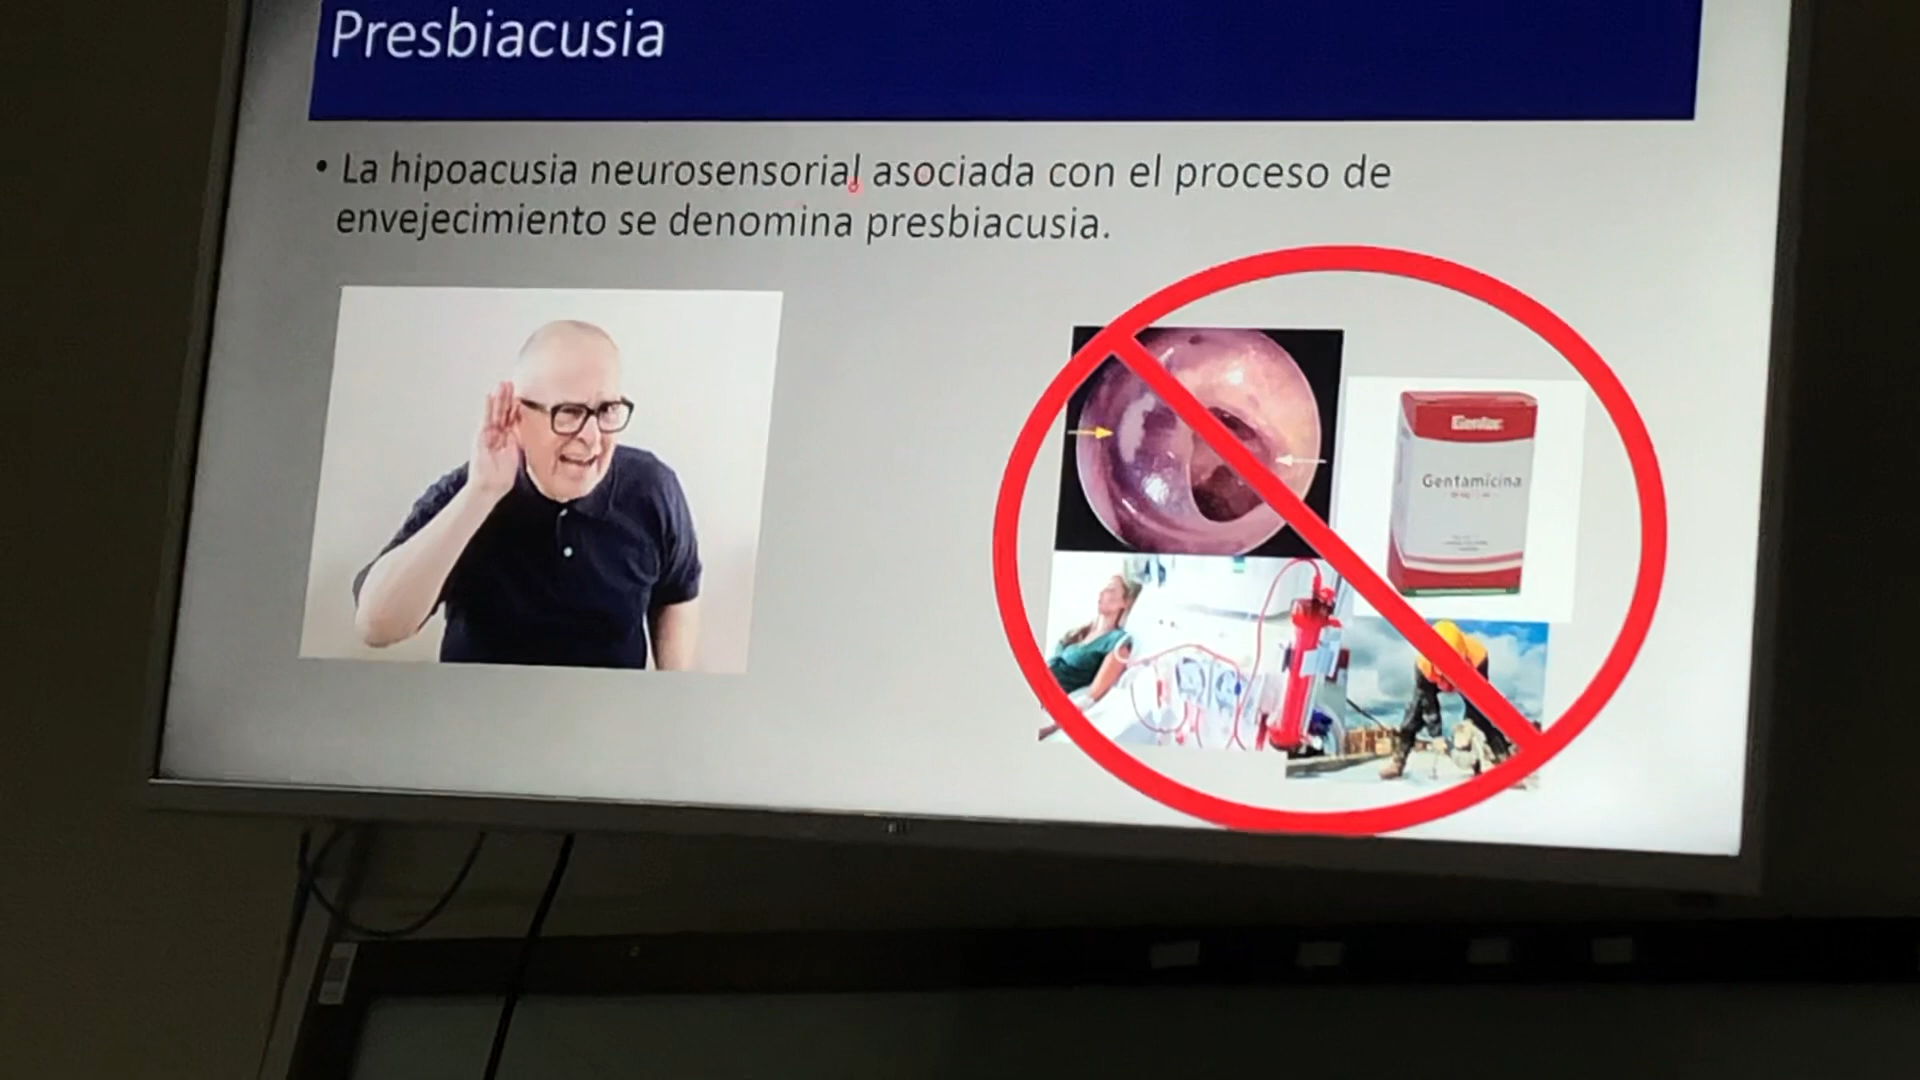 Presbiacusia
• La hipoacusia neurosensorial asociada con el proceso de
envejecimiento se denomina presbiacusia.
Gentamicina